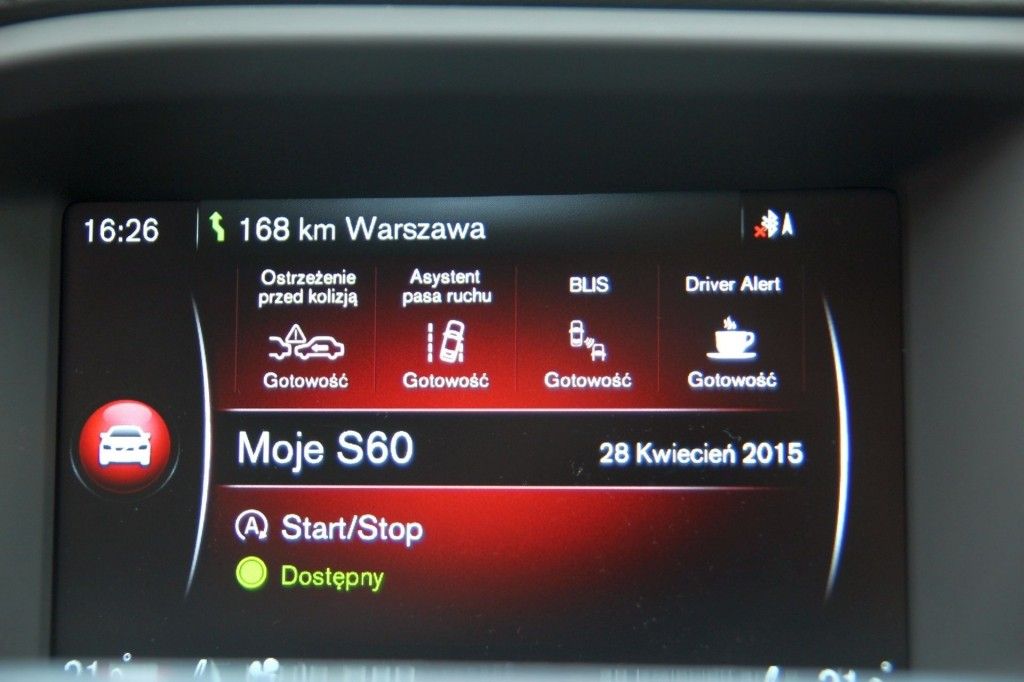 16:26
168 km Warszawa
Ostrzeżenie
przed kolizją
Asystent
pasa ruchu
BLIS
Driver Alert
Gotowość
Gotowość
Gotowość
Gotowość
Moje S60
28 Kwiecień 2015
A Start/Stop
Dostępny